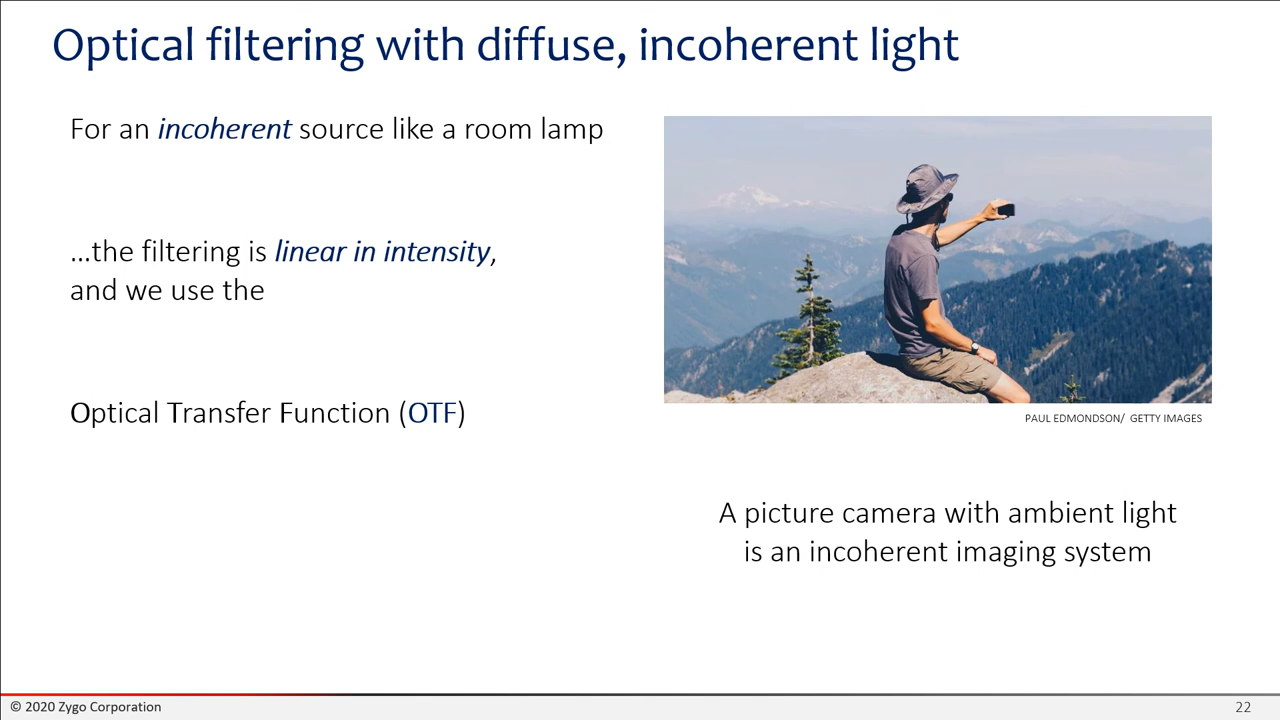 Optical filtering with diffuse, incoherent light
For an incoherent source like a room lamp
...the filtering is linear in intensity,
and we use the
Optical Transfer Function (OTF)
PAUL EDMONDSON/ GETTY IMAGES
A picture camera with ambient light
is an incoherent imaging system
© 2020 Zygo Corporation
22